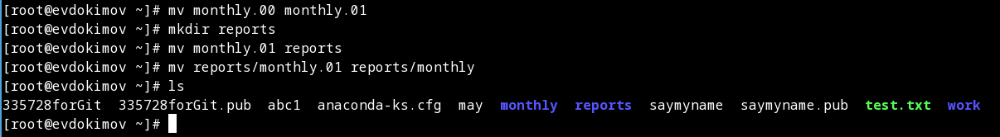 [root@evdokimov ~]# mv monthly.00 monthly.01
[root@evdokimov ~]# mkdir reports
[root@evdokimov ~]# mv monthly.01 reports
[root@evdokimov ~]# mv reports/monthly.01 reports/monthly
[root@evdokimov ~]# ls
335728forGit  335728forGit.pub  abc1  anaconda-ks.cfg  may  monthly  reports  saymyname  saymyname.pub  test.txt  work
[root@evdokimov ~]#